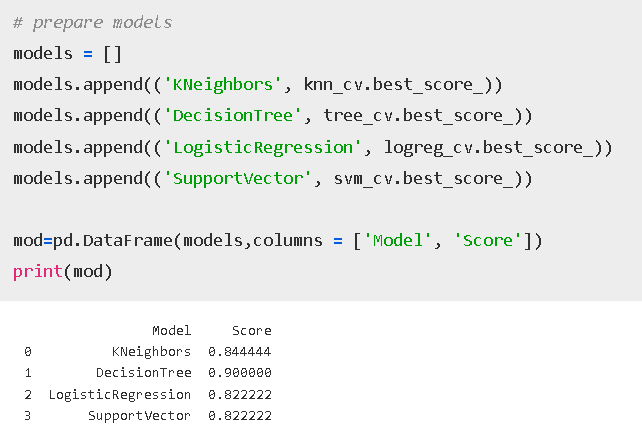 # prepare models
models = []
models.append(('KNeighbors', knn_cv.best_score_))
models.append(('DecisionTree', tree_cv.best_score_))
models.append(('LogisticRegression', logreg_cv.best_score_))
models.append(('SupportVector', svm_cv.best_score_))
mod=pd.DataFrame(models,columns = ['Model', 'Score'])
print(mod)
Model Score
0 KNeighbors 0.844444
1 DecisionTree 0.900000
2 LogisticRegression 0.822222
3 SupportVector 0.822222